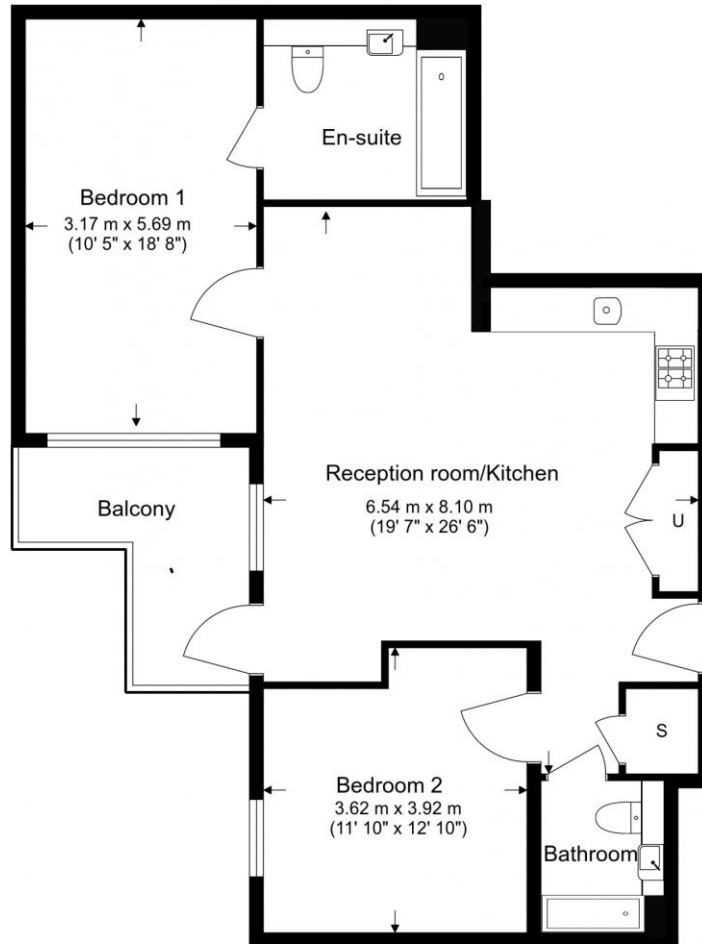 En-suite
Bedroom 1
3.17 m x 5.69 m
(10' 5" x 18' 8")
Reception room/Kitchen
6.54 m x 8.10 m
(19' 7" x 26' 6")
Balcony
U
S
Bedroom 2
3.62 m x 3.92 m
(11' 10" x 12' 10")
Bathroom